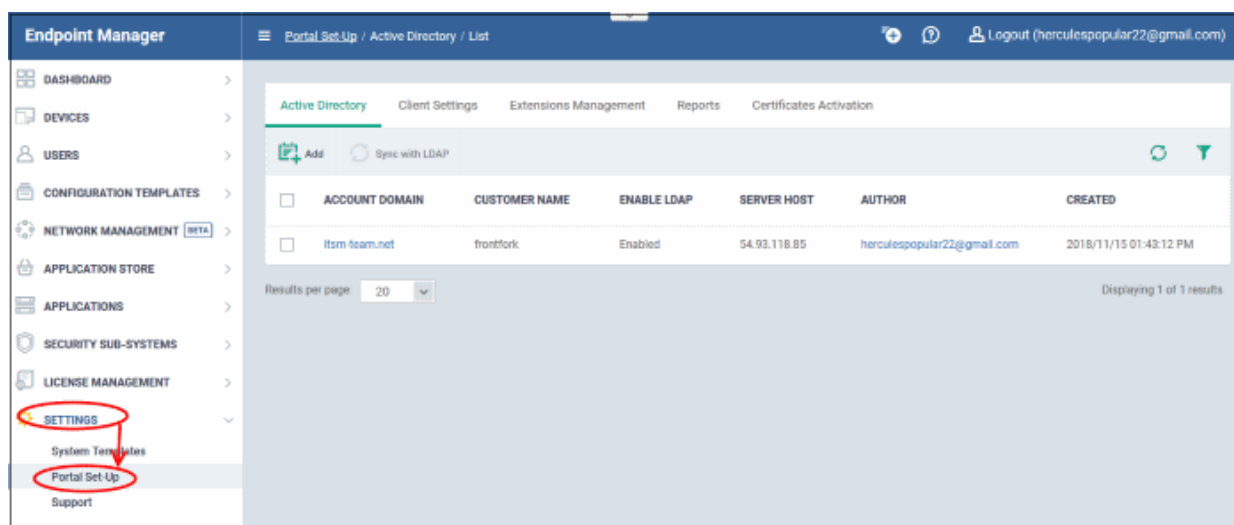 Endpoint Manager
Portal Set-Up / Active Directory / List
Logout (herculespopular22@gmail.com)
DASHBOARD
DEVICES
USERS
CONFIGURATION TEMPLATES
NETWORK MANAGEMENT BETA
APPLICATION STORE
APPLICATIONS
SECURITY SUB-SYSTEMS
LICENSE MANAGEMENT
SETTINGS
System Templates
Portal Set-Up
Support
Active Directory Client Settings Extensions Management Reports Certificates Activation
Add Sync with LDAP
ACCOUNT DOMAIN CUSTOMER NAME ENABLE LDAP SERVER HOST AUTHOR CREATED
itsm-team.net frontfork Enabled 54.93.118.85 herculespopular22@gmail.com 2018/11/15 01:43:12 PM
Results per page: 20 Displaying 1 of 1 results